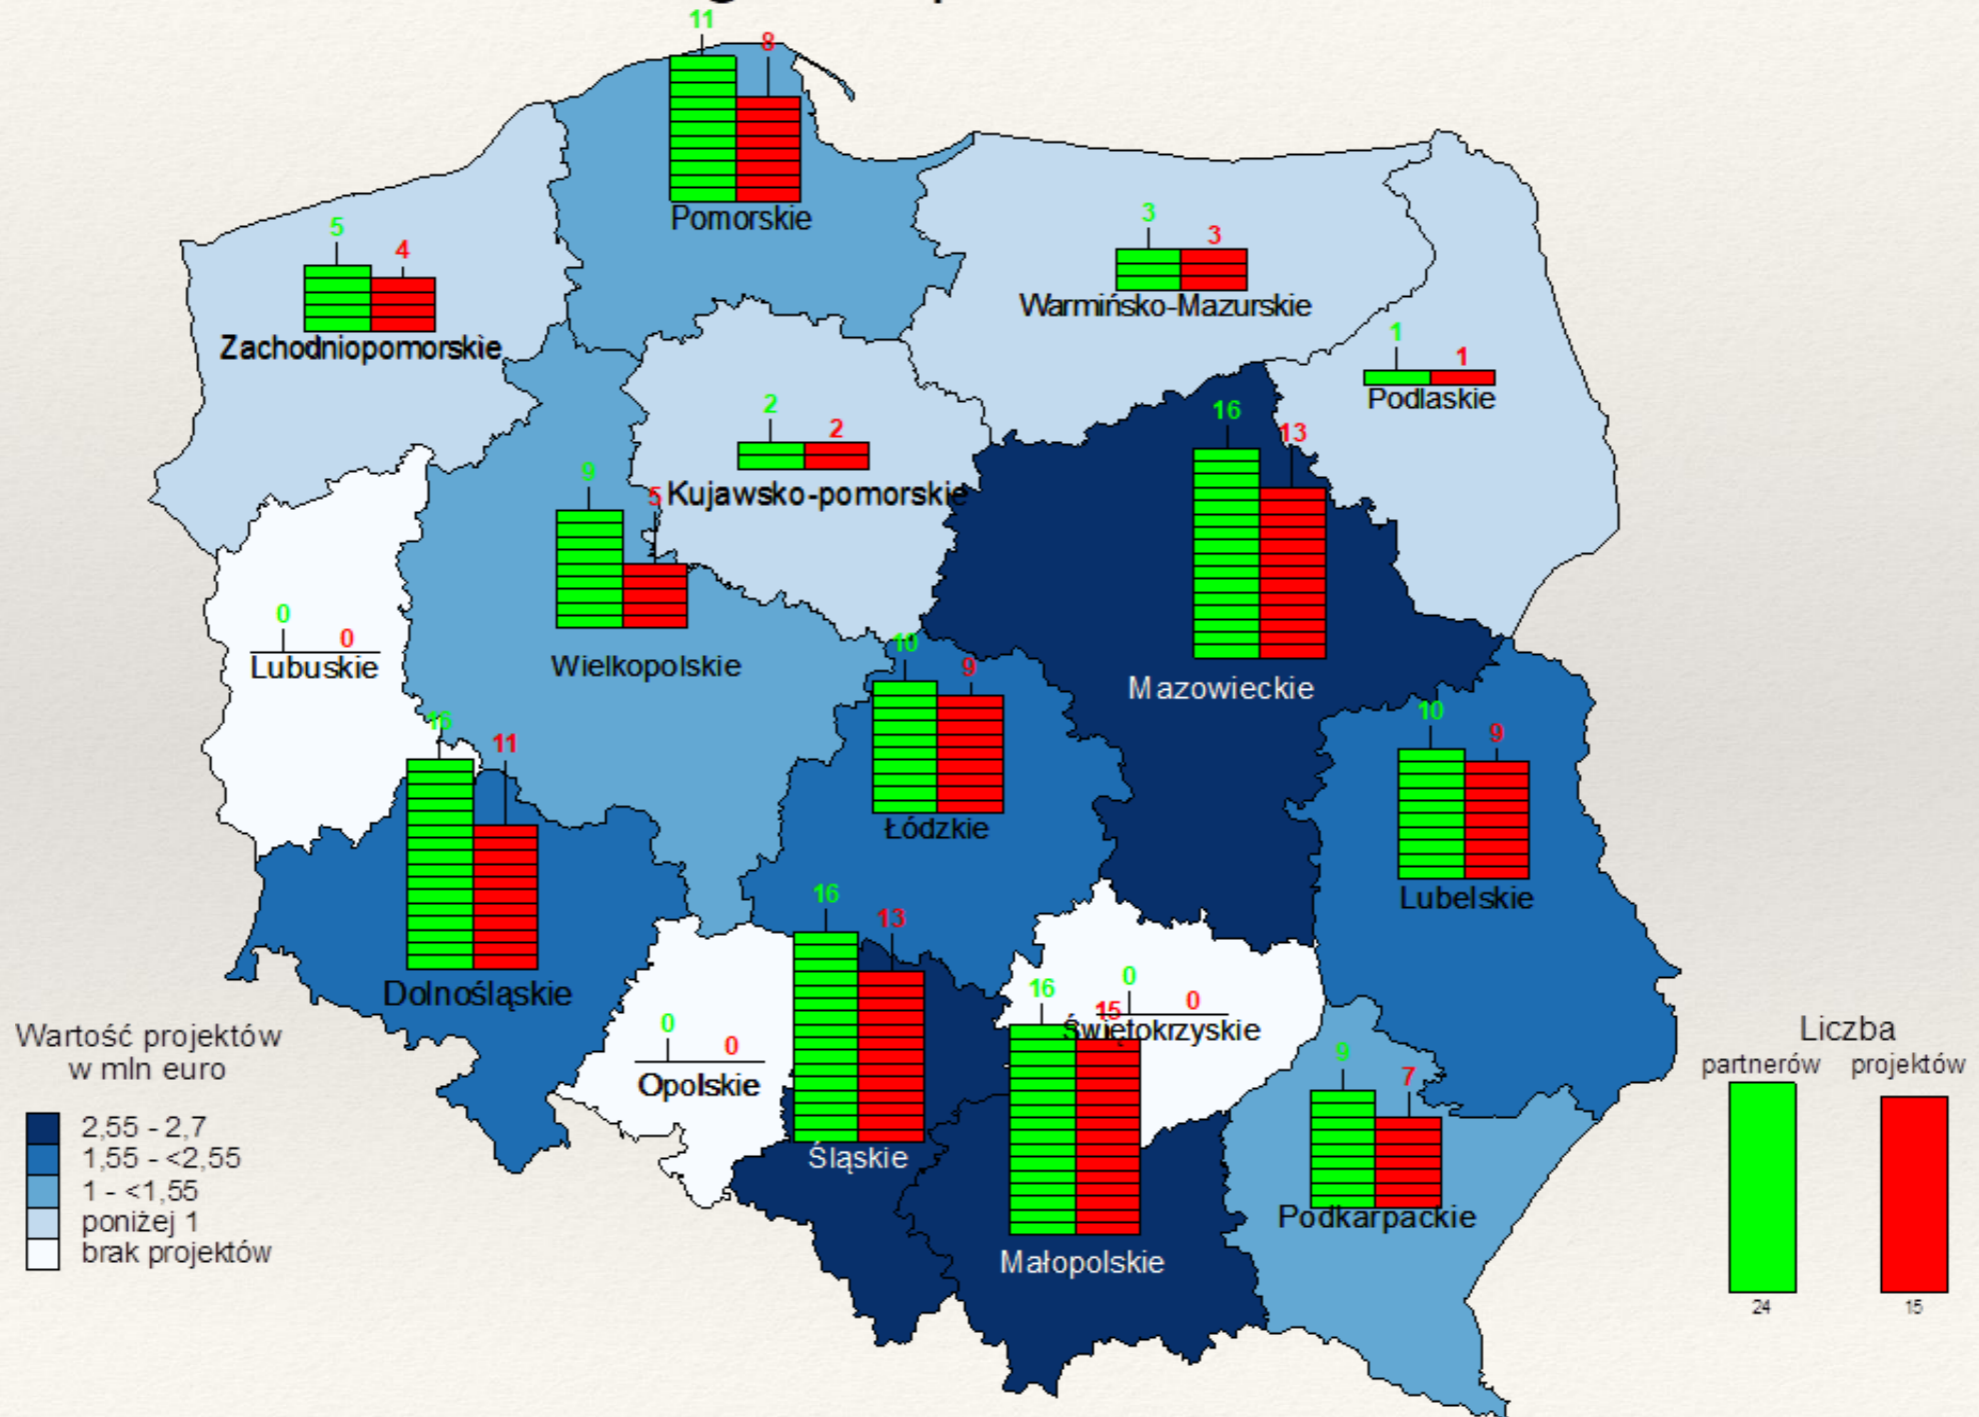 11
8
Pomorskie
5
4
Zachodniopomorskie
3
3
Warmińsko-Mazurskie
1
1
Podlaskie
2
2
Kujawsko-pomorskie
16
13
Mazowieckie
9
5
Wielkopolskie
0
0
Lubuskie
10
9
Łódzkie
10
9
Lubelskie
16
11
Dolnośląskie
16
13
Śląskie
0
0
Świętokrzyskie
16
15
Małopolskie
0
0
Opolskie
9
7
Podkarpackie
Wartość projektów
w mln euro
2,55 - 2,7
1,55 - <2,55
1 - <1,55
poniżej 1
brak projektów
Liczba
partnerów projektów
24 15